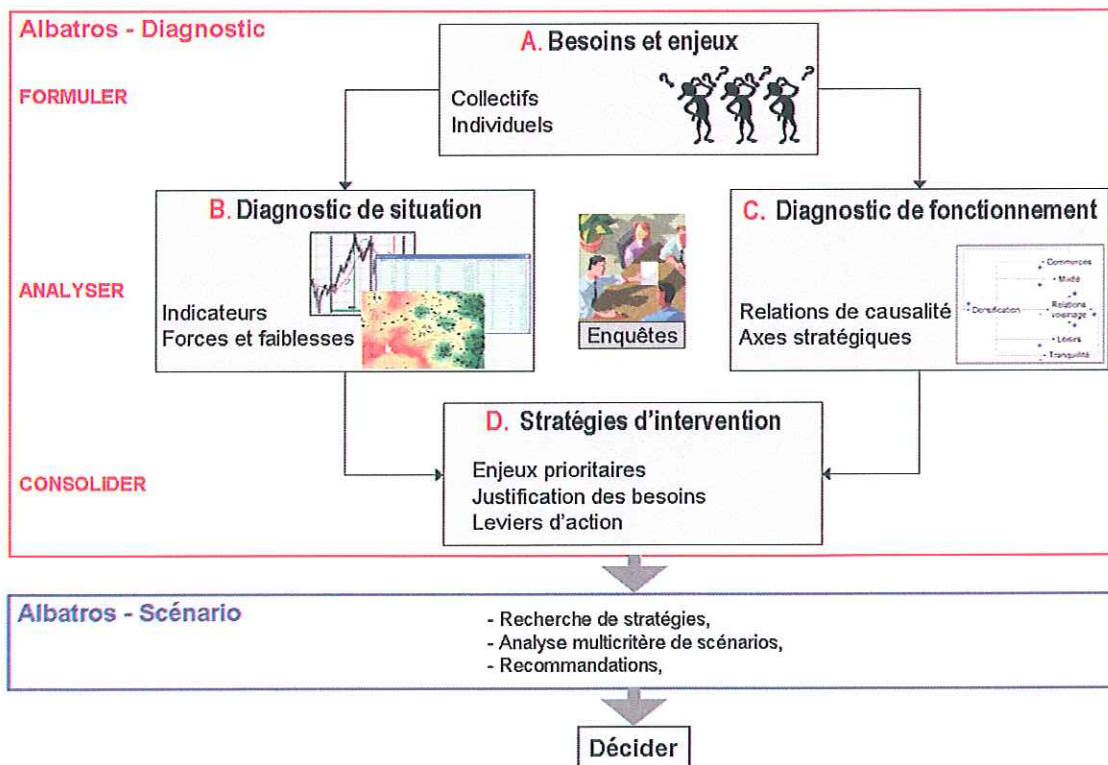 Albatros - Diagnostic
A. Besoins et enjeux
FORMULER
Collectifs
Individuels
B. Diagnostic de situation
Indicateurs
Forces et faiblesses
ANALYSER
Enquêtes
C. Diagnostic de fonctionnement
Relations de causalité
Axes stratégiques
Commerces
Mixité
Densification
Relations
voisinage
Loisirs
Tranquilité
D. Stratégies d'intervention
Enjeux prioritaires
Justification des besoins
Leviers d'action
CONSOLIDER
Albatros - Scénario
- Recherche de stratégies,
- Analyse multicritère de scénarios,
- Recommandations,
Décider